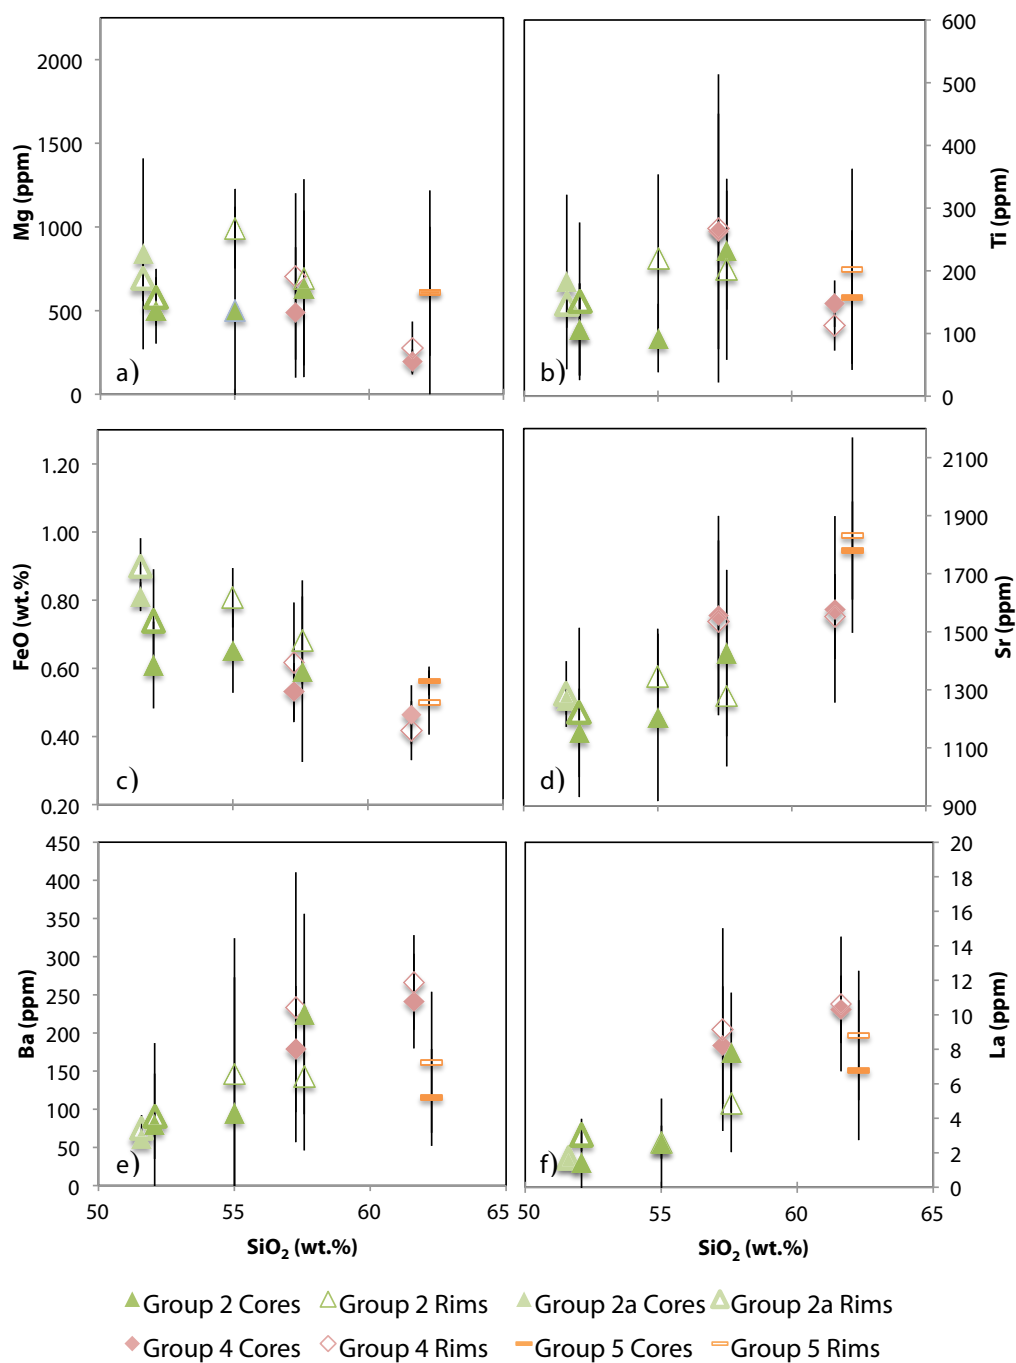 2000
1500
1000
500
0
Mg (ppm)
a)
600
500
400
300
200
100
0
Ti (ppm)
b)
1.20
1.00
0.80
0.60
0.40
0.20
FeO (wt.%)
c)
2100
1900
1700
1500
1300
1100
900
Sr (ppm)
d)
450
400
350
300
250
200
150
100
50
0
Ba (ppm)
e)
50 55 60 65
SiO2 (wt.%)
20
18
16
14
12
10
8
6
4
2
0
La (ppm)
f)
50 55 60 65
SiO2 (wt.%)
Group 2 Cores Group 2 Rims Group 2a Cores Group 2a Rims
Group 4 Cores Group 4 Rims Group 5 Cores Group 5 Rims